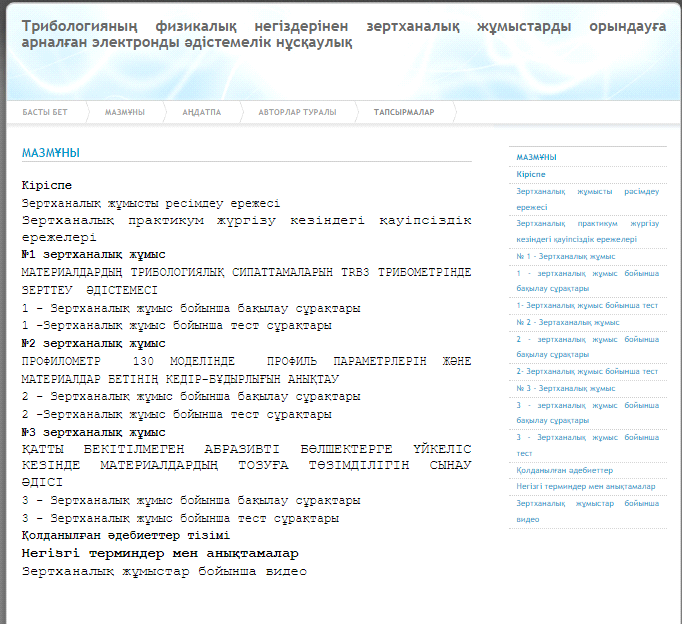 Трибологияның физикалық негіздерінен зертханалық жұмыстарды орындауға
арналған электронды әдістемелік нұсқаулық
БАСТЫ БЕТ
МАЗМҰНЫ
АҢДАТПА
АВТОРЛАР ТУРАЛЫ
ТАПСЫРМАЛАР
МАЗМҰНЫ
Кіріспе
Зертханалық жұмысты ресімдеу ережесі
Зертханалық практикум жүргізу кезіндегі қауіпсіздік
ережелері
№1 зертханалық жұмыс
МАТЕРИАЛДАРДЫҢ ТРИБОЛОГИЯЛЫҚ СИПАТТАМАЛАРЫН TRB3 ТРИБОМЕТРІНДЕ
ЗЕРТТЕУ ӘДІСТЕМЕСІ
1 - Зертханалық жұмыс бойынша бақылау сұрақтары
1 -Зертханалық жұмыс бойынша тест сұрақтары
№2 зертханалық жұмыс
ПРОФИЛОМЕТР 130 МОДЕЛІНДЕ ПРОФИЛЬ ПАРАМЕТРЛЕРІН ЖӘНЕ
МАТЕРИАЛДАР БЕТІНІҢ КЕДІР-БҰДЫРЛЫҒЫН АНЫҚТАУ
2 - Зертханалық жұмыс бойынша бақылау сұрақтары
2 -Зертханалық жұмыс бойынша тест сұрақтары
№3 зертханалық жұмыс
ҚАТТЫ БЕКІТІЛМЕГЕН АБРАЗИВТІ БӨЛШЕКТЕРГЕ ҮЙКЕЛІС
КЕЗІНДЕ МАТЕРИАЛДАРДЫҢ ТОЗУҒА ТӨЗІМДІЛІГІН СЫНАУ
ӘДІСІ
3 - Зертханалық жұмыс бойынша бақылау сұрақтары
3 - Зертханалық жұмыс бойынша тест сұрақтары
Қолданылған әдебиеттер тізімі
Негізгі терминдер мен анықтамалар
Зертханалық жұмыстар бойынша видео
МАЗМҰНЫ
Кіріспе
Зертханалық жұмысты рәсімдеу
ережесі
Зертханалық практикум жүргізу
кезіндегі қауіпсіздік ережелері
№ 1 - Зертханалық жұмыс
1 - зертханалық жұмыс бойынша
бақылау сұрақтары
1- Зертханалық жұмыс бойынша тест
№ 2 - Зертаханалық жұмыс
2 - зертханалық жұмыс бойынша
бақылау сұрақтары
2- Зертханалық жұмыс бойынша тест
№ 3 - Зертханалық жұмыс
3 - зертханалық жұмыс бойынша
бақылау сұрақтары
3 - Зертханалық жұмыс бойынша
тест
Қолданылған әдебиеттер
Негізгі терминдер мен анықтамалар
Зертханалық жұмыстар бойынша
видео